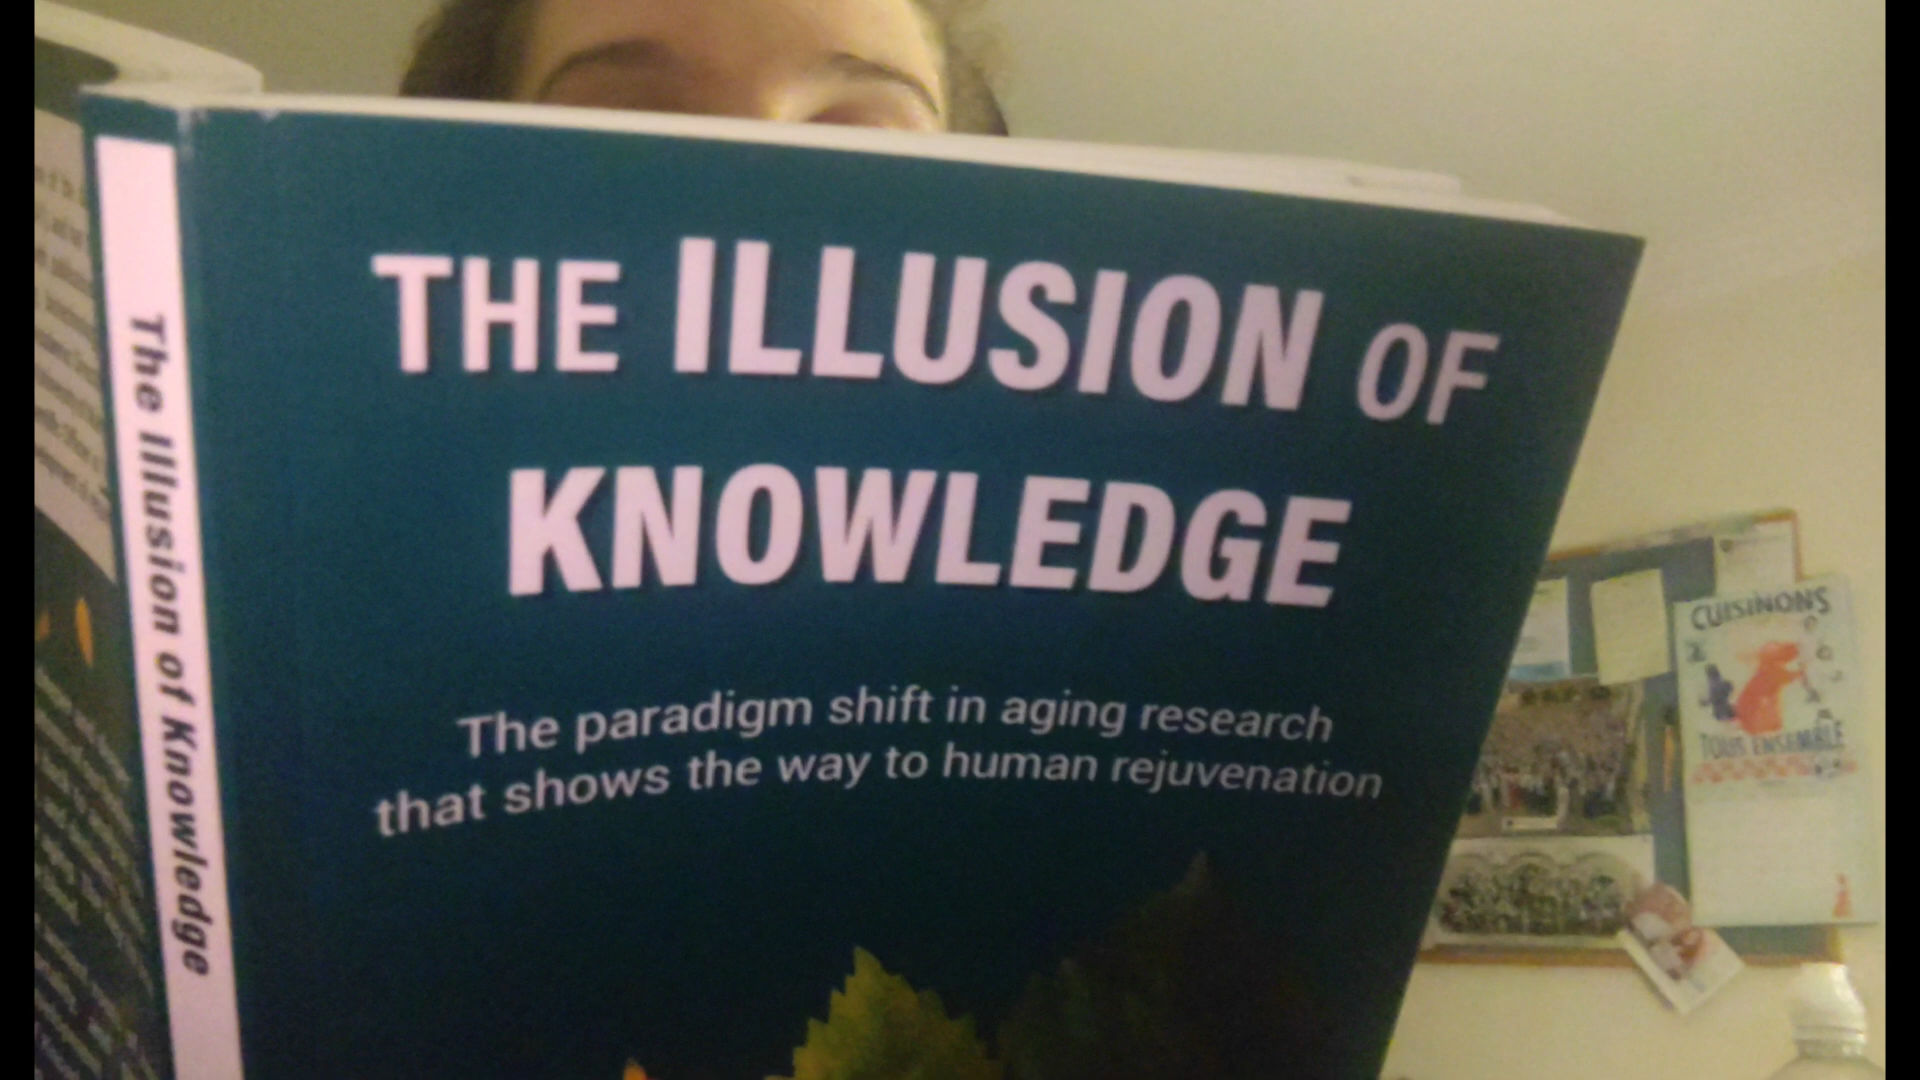 THE ILLUSION OF
KNOWLEDGE
The paradigm shift in aging research
that shows the way to human rejuvenation
The Illusion of Knowledge
CUISINONS
TOUS ENSEMBLE